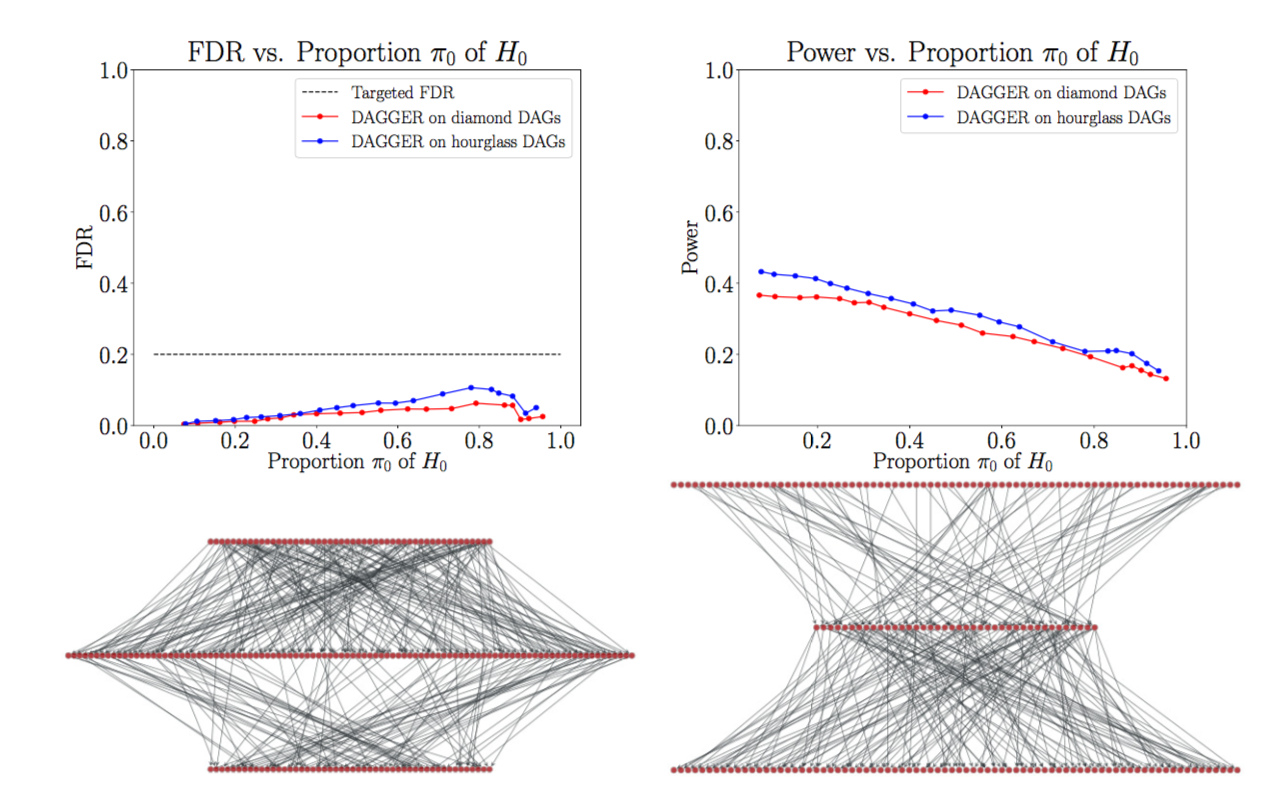 FDR vs. Proportion π₀ of H₀
1.0
0.8
0.6
0.4
0.2
0.0
FDR
Targeted FDR
DAGGER on diamond DAGs
DAGGER on hourglass DAGs
0.0 0.2 0.4 0.6 0.8 1.0
Proportion π₀ of H₀
Power vs. Proportion π₀ of H₀
1.0
0.8
0.6
0.4
0.2
0.0
Power
DAGGER on diamond DAGs
DAGGER on hourglass DAGs
0.2 0.4 0.6 0.8 1.0
Proportion π₀ of H₀